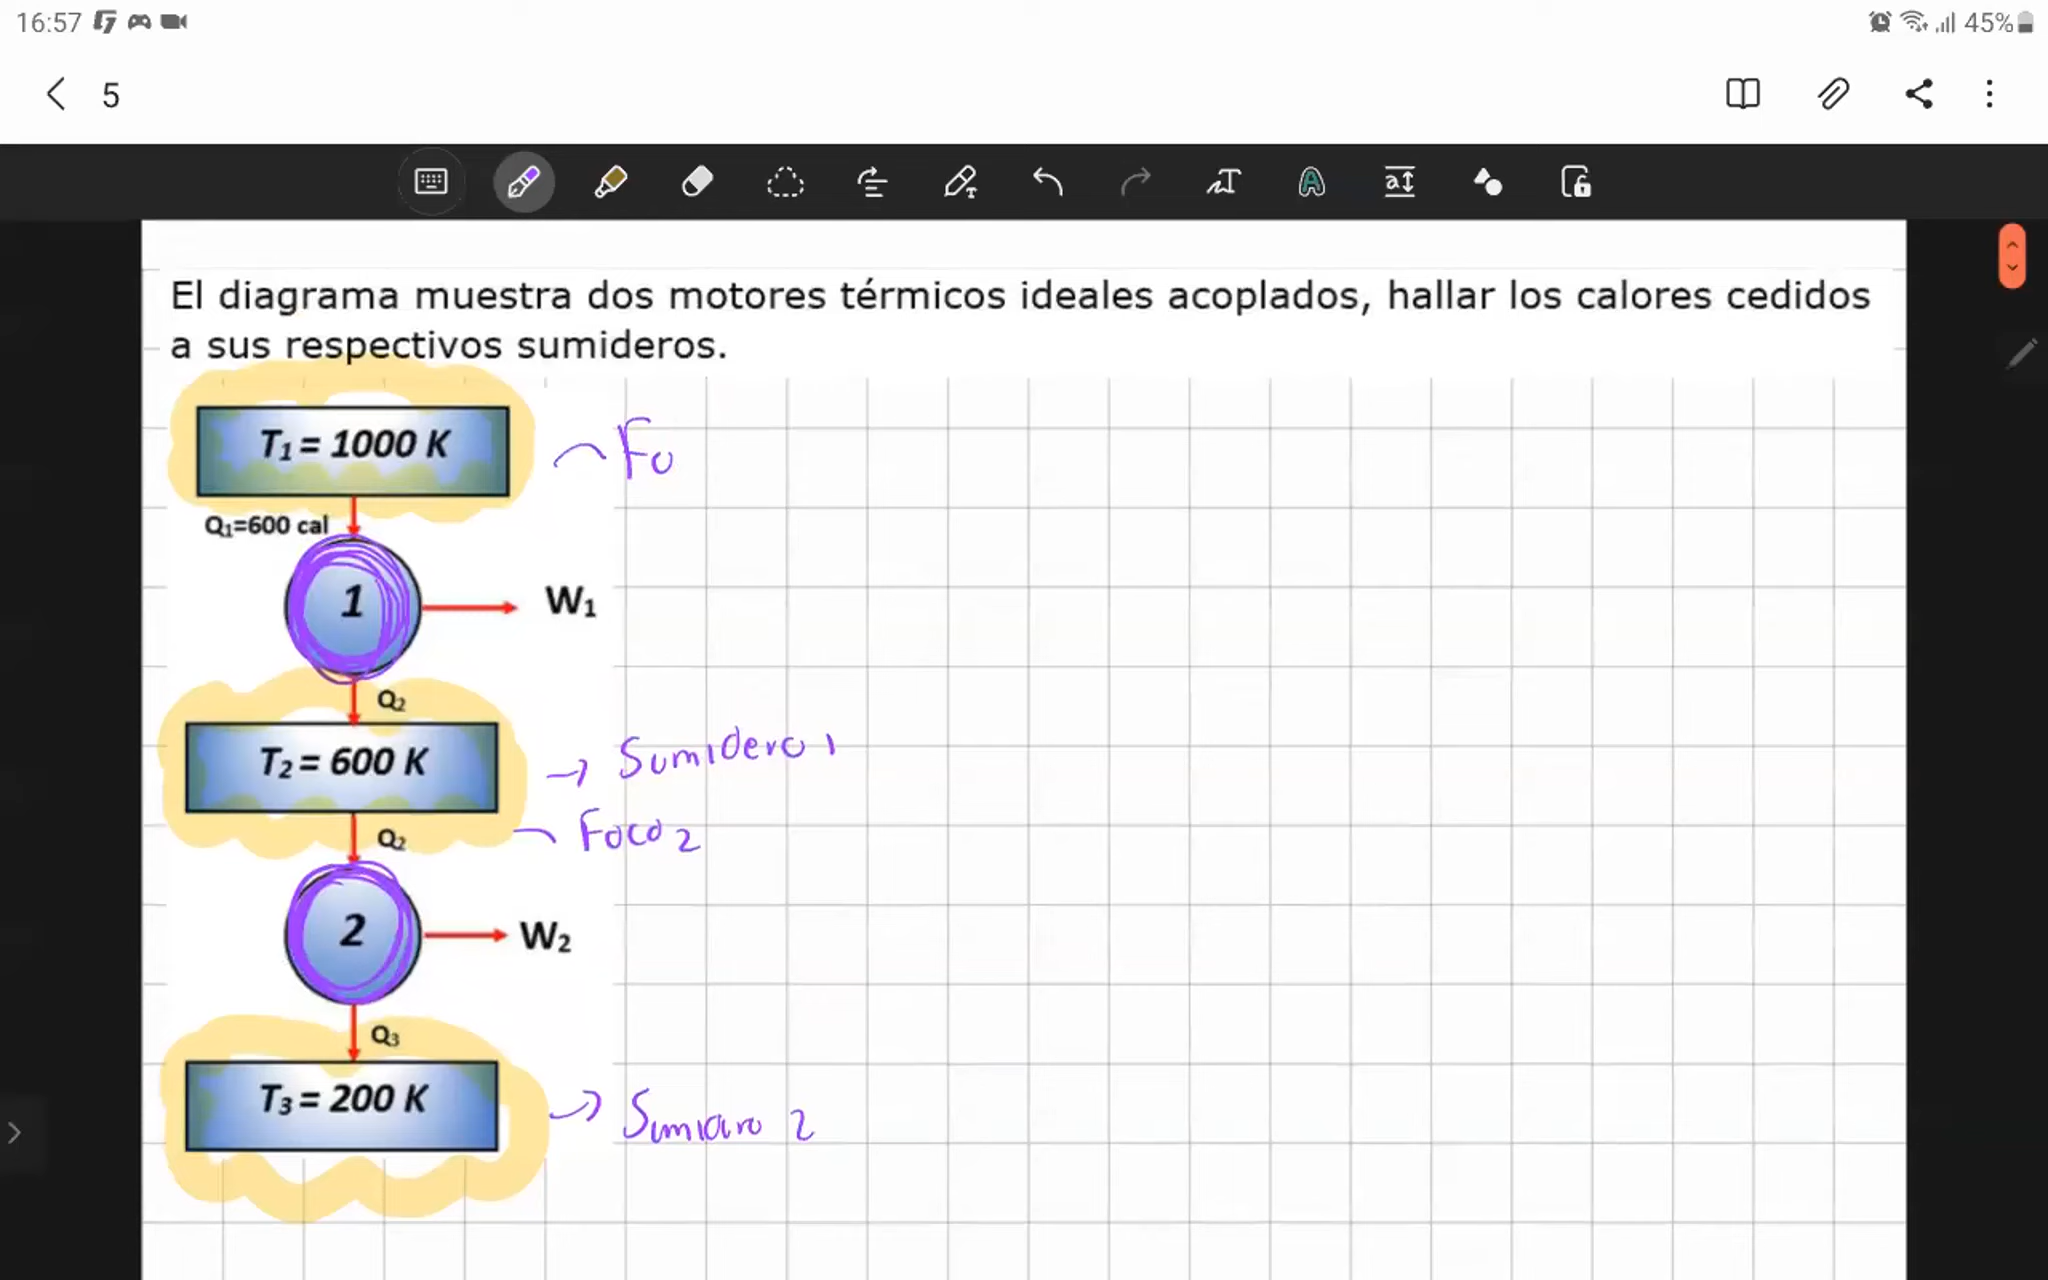 16:57
45%
5
El diagrama muestra dos motores térmicos ideales acoplados, hallar los calores cedidos
a sus respectivos sumideros.
T₁ = 1000 K
Fo
Q₁=600 cal
1
W₁
Q₂
T₂ = 600 K
Sumidero 1
Q₂
Foco 2
2
W₂
Q₃
T₃ = 200 K
2